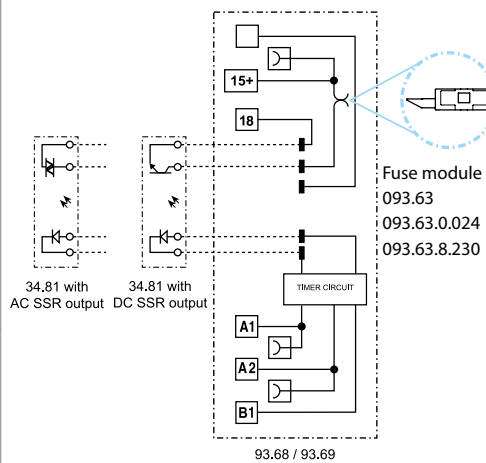 15+
18
Fuse module
093.63
093.63.0.024
093.63.8.230
34.81 with
AC SSR output
34.81 with
DC SSR output
TIMER CIRCUIT
A1
A2
B1
93.68 / 93.69